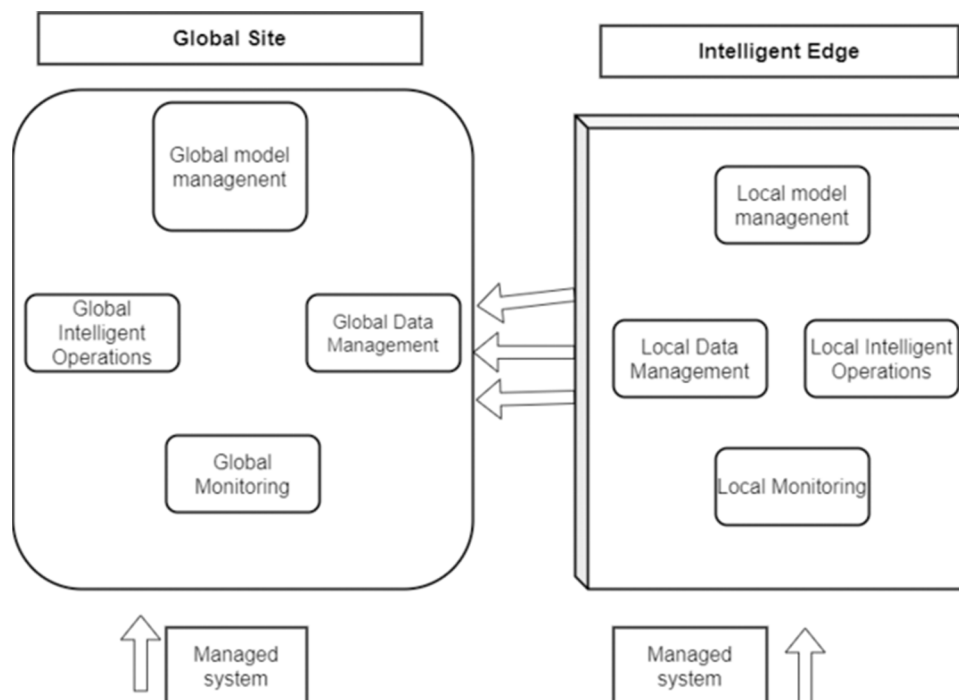 Global Site
Intelligent Edge
Global model
managenent
Local model
management
Global
Intelligent
Operations
Global Data
Management
Local Data
Management
Local Intelligent
Operations
Global
Monitoring
Local Monitoring
Managed
system
Managed
system